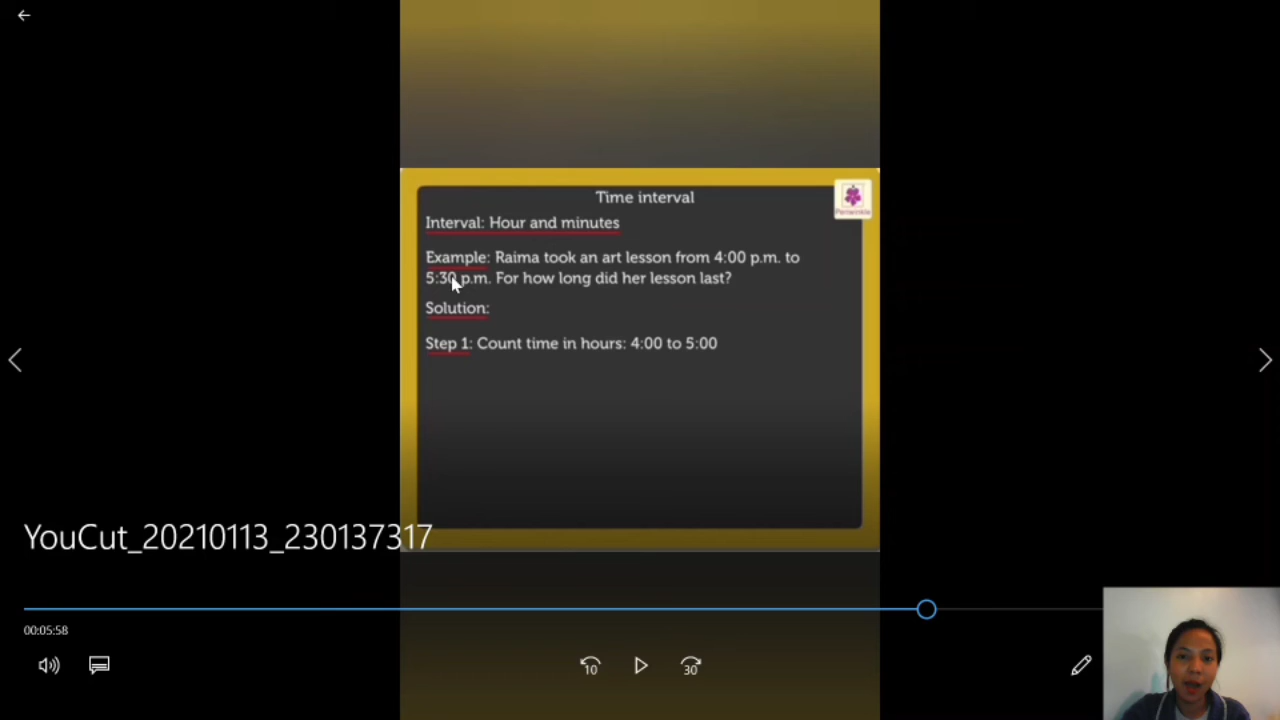 Time interval
Periwinkle
Interval: Hour and minutes
Example: Raima took an art lesson from 4:00 p.m. to
5:30 p.m. For how long did her lesson last?
Solution:
Step 1: Count time in hours: 4:00 to 5:00
YouCut_20210113_230137317
00:05:58
10
30